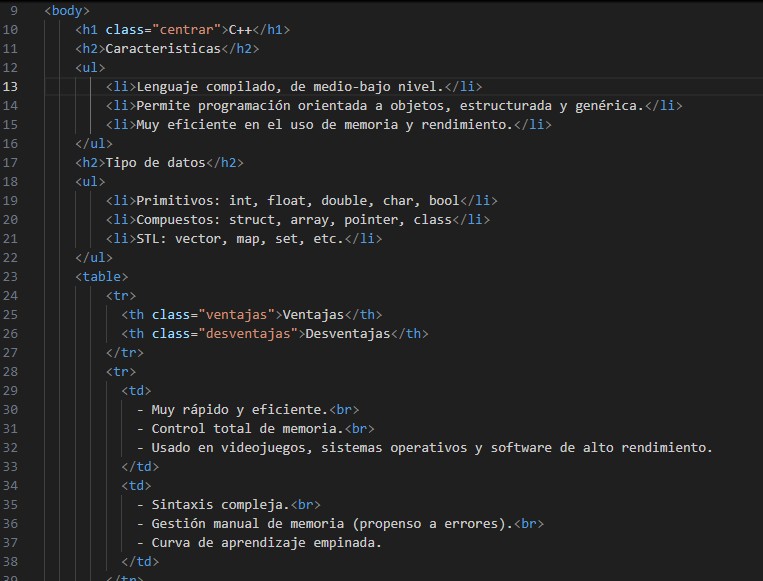 9 <body>
10 <h1 class="centrar">C++</h1>
11 <h2>Caracteristicas</h2>
12 <ul>
13 <li>Lenguaje compilado, de medio-bajo nivel.</li>
14 <li>Permite programación orientada a objetos, estructurada y genérica.</li>
15 <li>Muy eficiente en el uso de memoria y rendimiento.</li>
16 </ul>
17 <h2>Tipo de datos</h2>
18 <ul>
19 <li>Primitivos: int, float, double, char, bool</li>
20 <li>Compuestos: struct, array, pointer, class</li>
21 <li>STL: vector, map, set, etc.</li>
22 </ul>
23 <table>
24 <tr>
25 <th class="ventajas">Ventajas</th>
26 <th class="desventajas">Desventajas</th>
27 </tr>
28 <tr>
29 <td>
30 - Muy rápido y eficiente.<br>
31 - Control total de memoria.<br>
32 - Usado en videojuegos, sistemas operativos y software de alto rendimiento.
33 </td>
34 <td>
35 - Sintaxis compleja.<br>
36 - Gestión manual de memoria (propenso a errores).<br>
37 - Curva de aprendizaje empinada.
38 </td>
39 </tr>